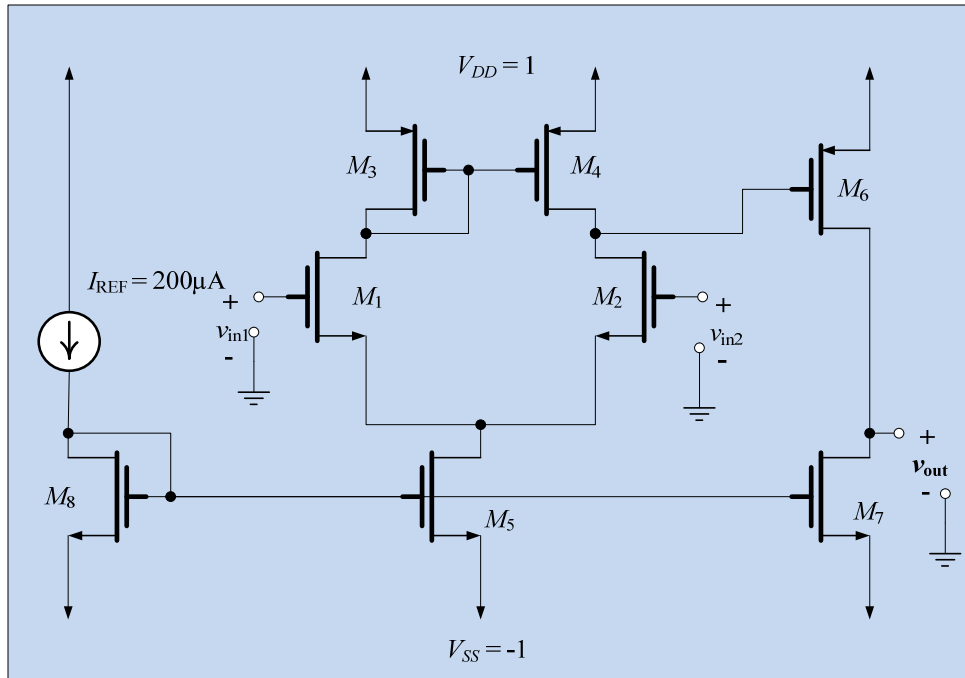 V_DD = 1
M_3
M_4
M_6
I_REF = 200µA
+
v_in1
-
M_1
M_2
+
v_in2
-
M_8
M_5
M_7
+
v_out
-
V_SS = -1